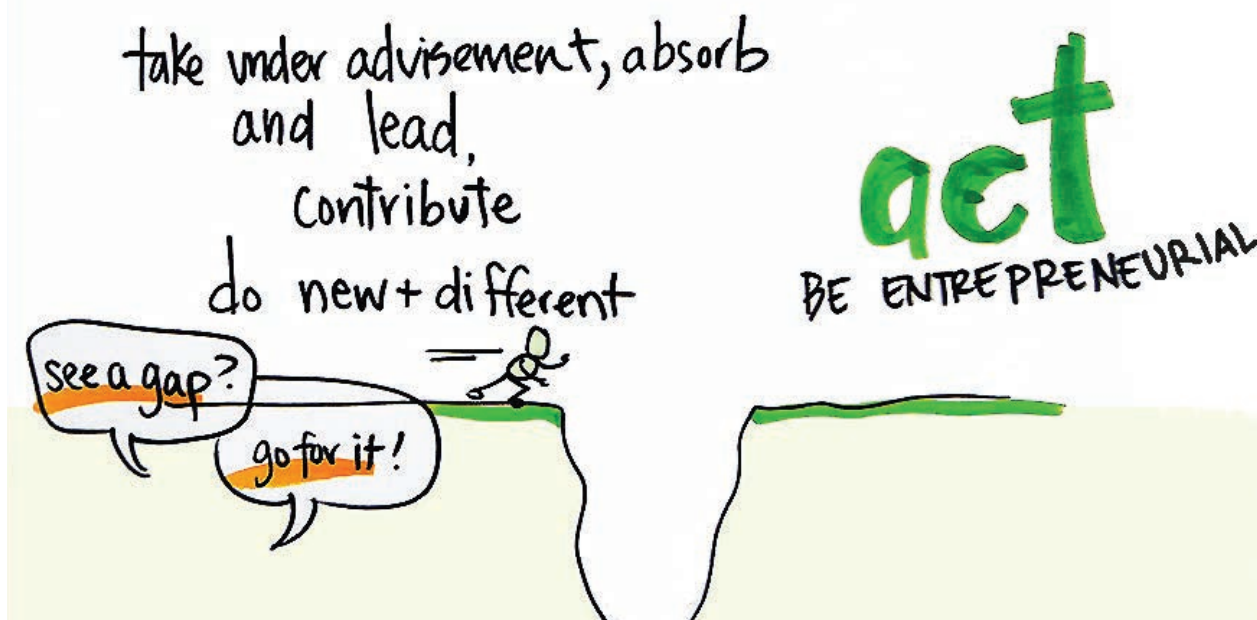 take under advisement, absorb
and lead,
contribute
do new + different
act
BE ENTREPRENEURIAL
see a gap?
go for it!